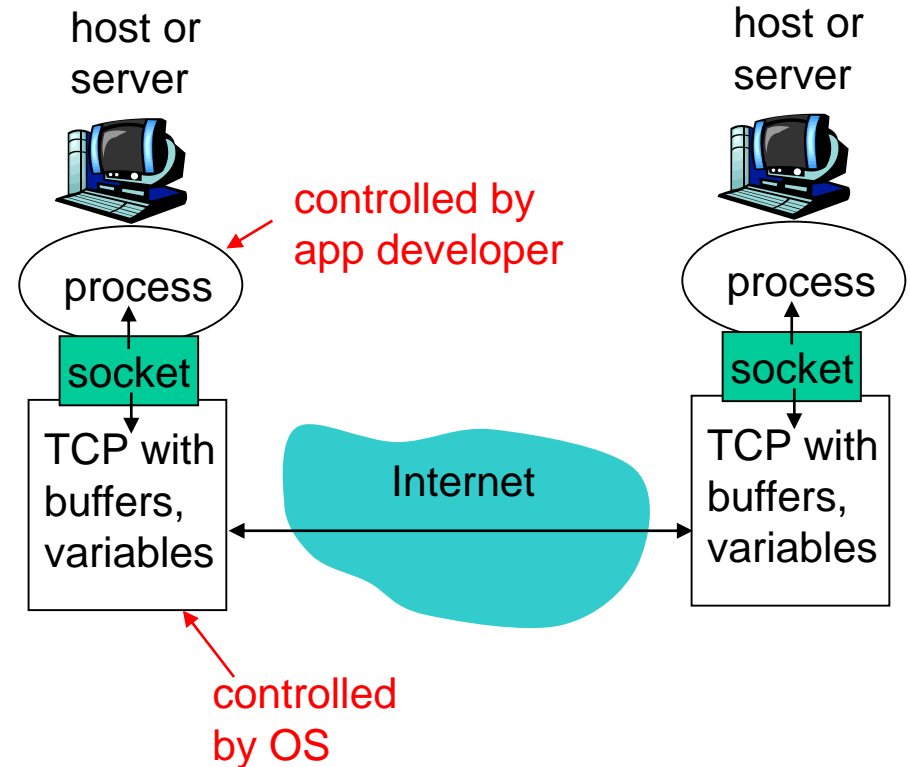 host or
server
host or
server
controlled by
app developer
process
process
socket
socket
TCP with
buffers,
variables
Internet
TCP with
buffers,
variables
controlled
by OS